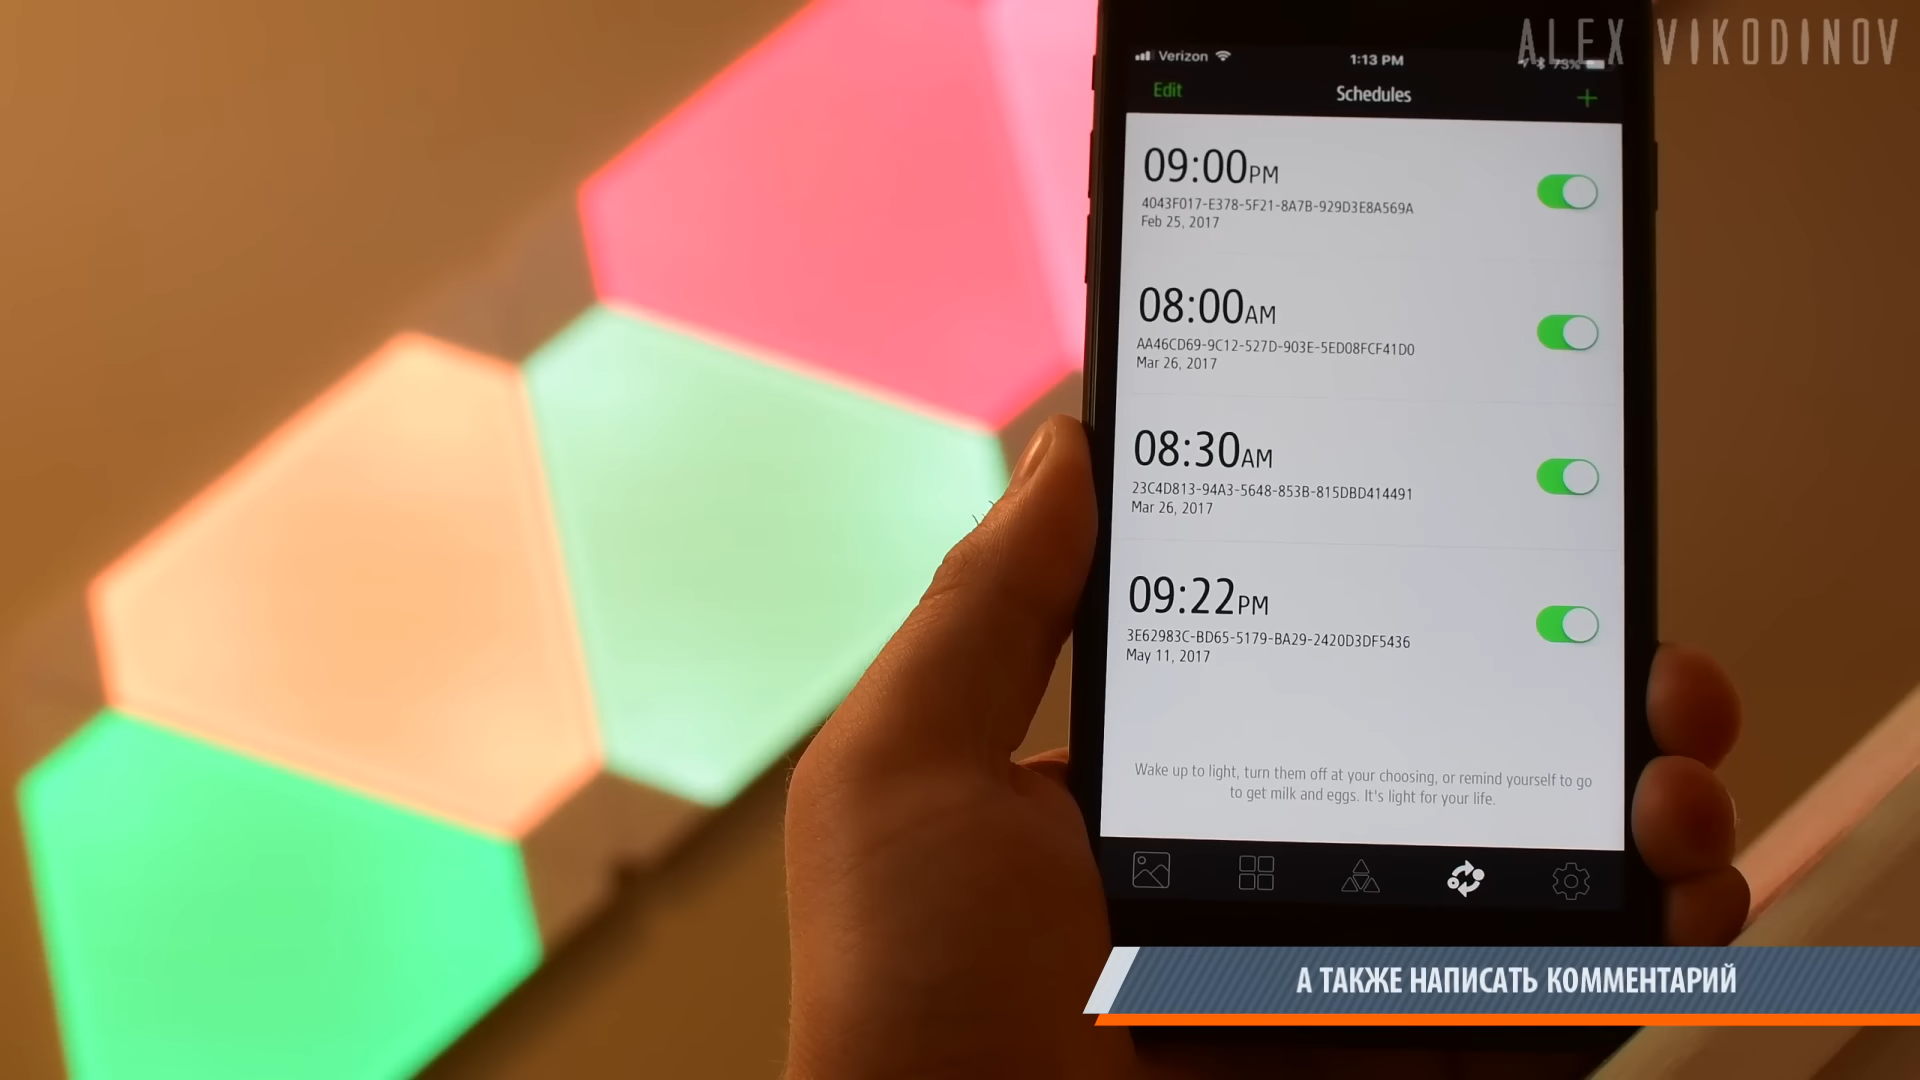 ALEX VIKODINOV
Verizon
1:13 PM
73%
Edit
Schedules
+
09:00PM
4043F017-E378-5F21-8A7B-929D3E8A569A
Feb 25, 2017
08:00AM
AA46CD69-9C12-527D-903E-5ED08FCF41D0
Mar 26, 2017
08:30AM
23C4D813-94A3-5648-853B-815DBD414491
Mar 26, 2017
09:22PM
3E62983C-BD65-5179-BA29-2420D3DF5436
May 11, 2017
Wake up to light, turn them off at your choosing, or remind yourself to go
to get milk and eggs. It's light for your life.
А ТАКЖЕ НАПИСАТЬ КОММЕНТАРИЙ